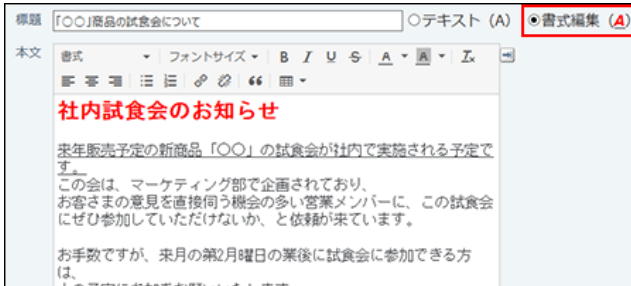 標題 「〇〇」商品の試食会について ○テキスト (A) ◉書式編集 (A)
本文 書式 フォントサイズ B I U S A A Ix
社内試食会のお知らせ
来年販売予定の新商品「〇〇」の試食会が社内で実施される予定で
す。
この会は、マーケティング部で企画されており、
お客さまの意見を直接伺う機会の多い営業メンバーに、この試食会
にぜひ参加していただけないか、と依頼が来ています。
お手数ですが、来月の第2月曜日の業後に試食会に参加できる方
は、